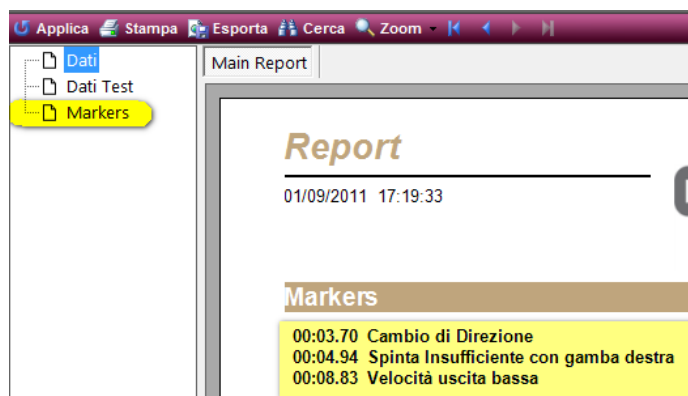 Applica Stampa Esporta Cerca Zoom
Dati
Dati Test
Markers
Main Report
Report
01/09/2011 17:19:33
Markers
00:03.70 Cambio di Direzione
00:04.94 Spinta Insufficiente con gamba destra
00:08.83 Velocità uscita bassa